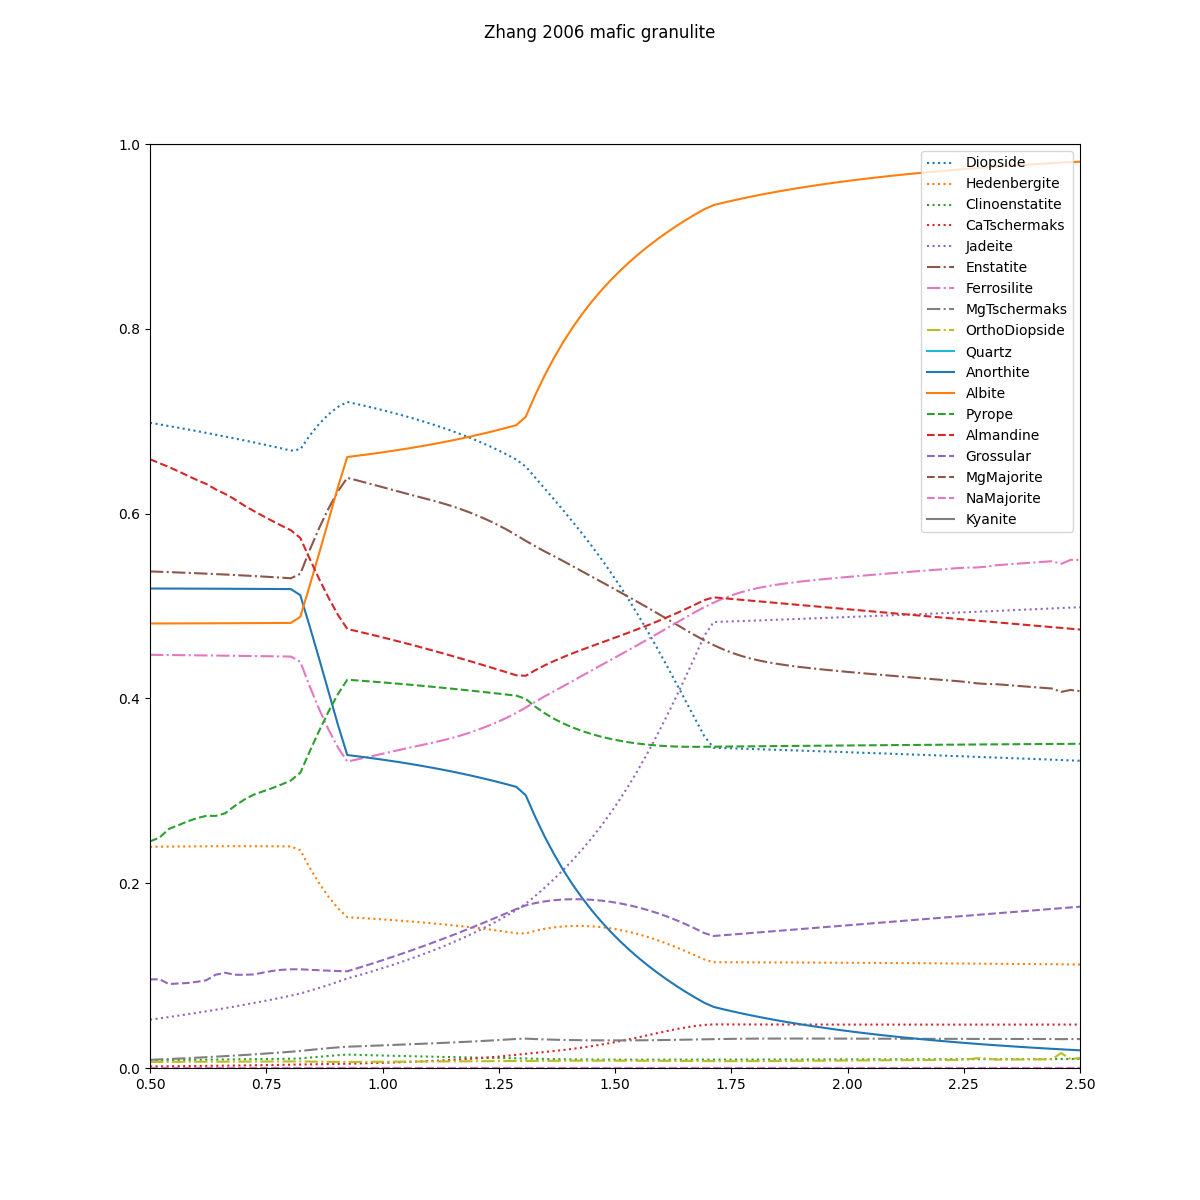 Zhang 2006 mafic granulite
1.0
0.8
0.6
0.4
0.2
0.0
Diopside
Hedenbergite
Clinoenstatite
CaTschermaks
Jadeite
Enstatite
Ferrosilite
MgTschermaks
OrthoDiopside
Quartz
Anorthite
Albite
Pyrope
Almandine
Grossular
MgMajorite
NaMajorite
Kyanite
0.50 0.75 1.00 1.25 1.50 1.75 2.00 2.25 2.50